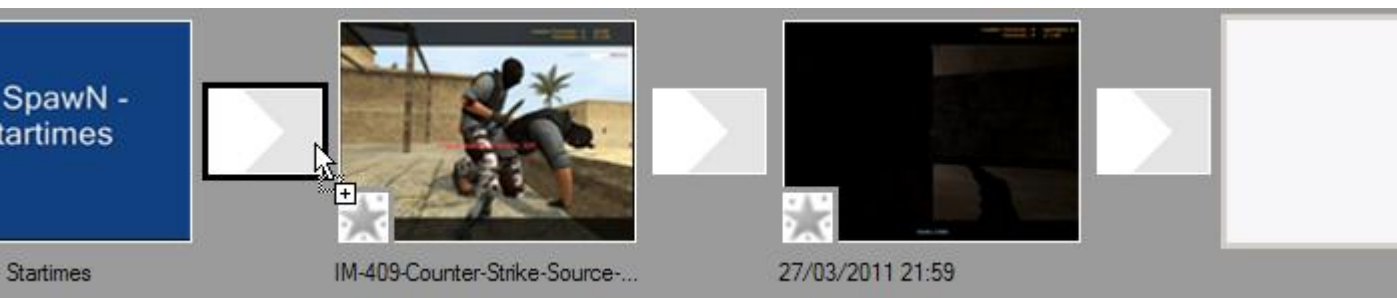 SpawN -
tartimes
Startimes
IM-409-Counter-Strike-Source-...
27/03/2011 21:59